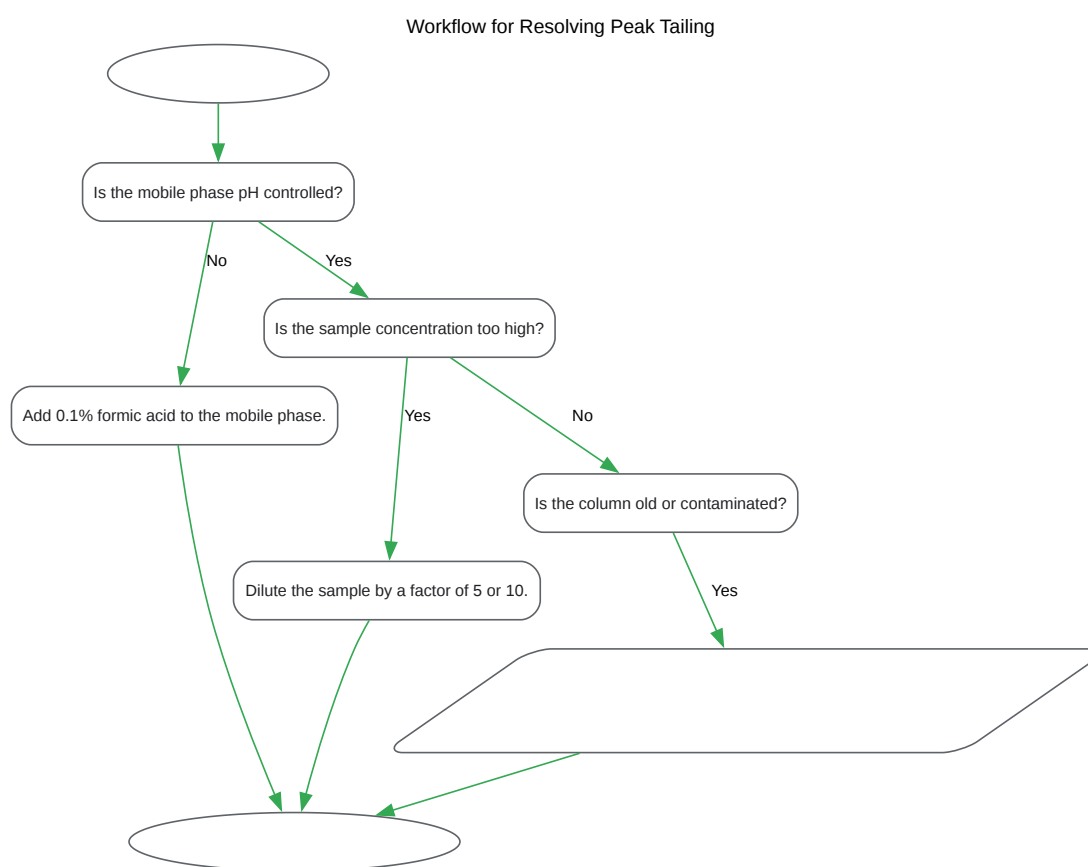 Workflow for Resolving Peak Tailing
Is the mobile phase pH controlled?
No
Yes
Is the sample concentration too high?
Add 0.1% formic acid to the mobile phase.
Yes
No
Is the column old or contaminated?
Dilute the sample by a factor of 5 or 10.
Yes